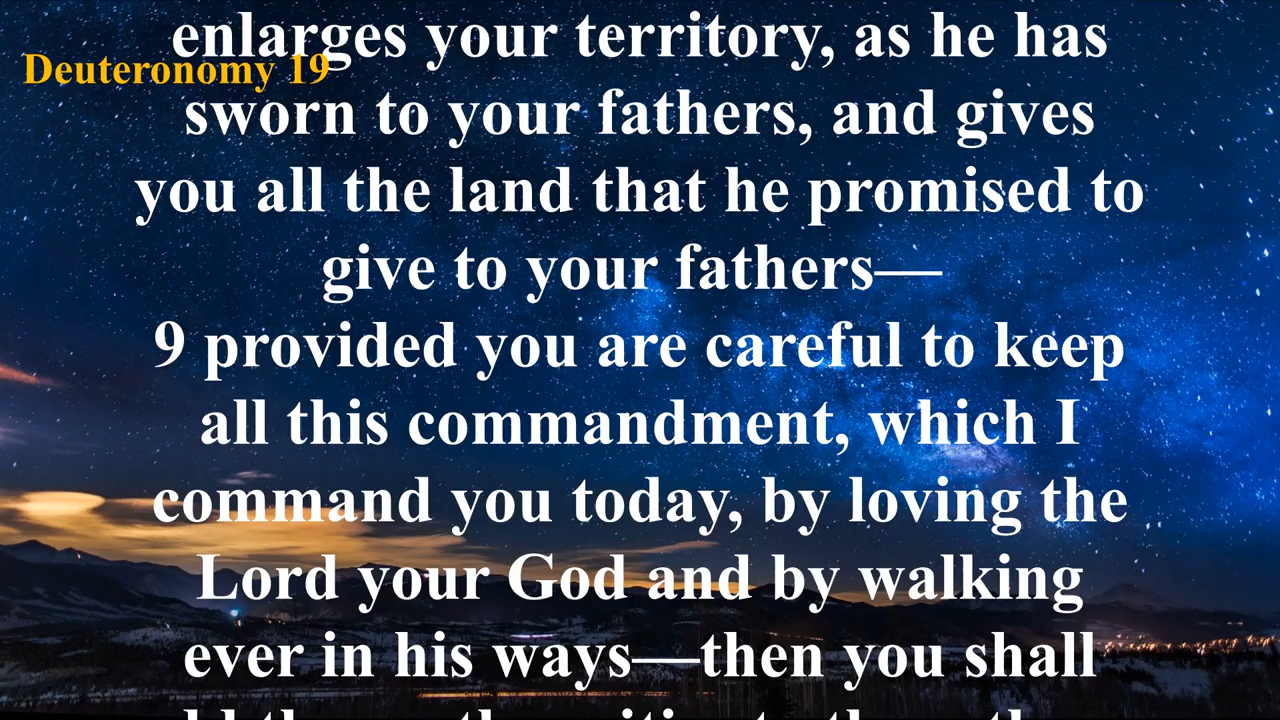 enlarges your territory, as he has
Deuteronomy 19
sworn to your fathers, and gives
you all the land that he promised to
give to your fathers—
9 provided you are careful to keep
all this commandment, which I
command you today, by loving the
Lord your God and by walking
ever in his ways—then you shall